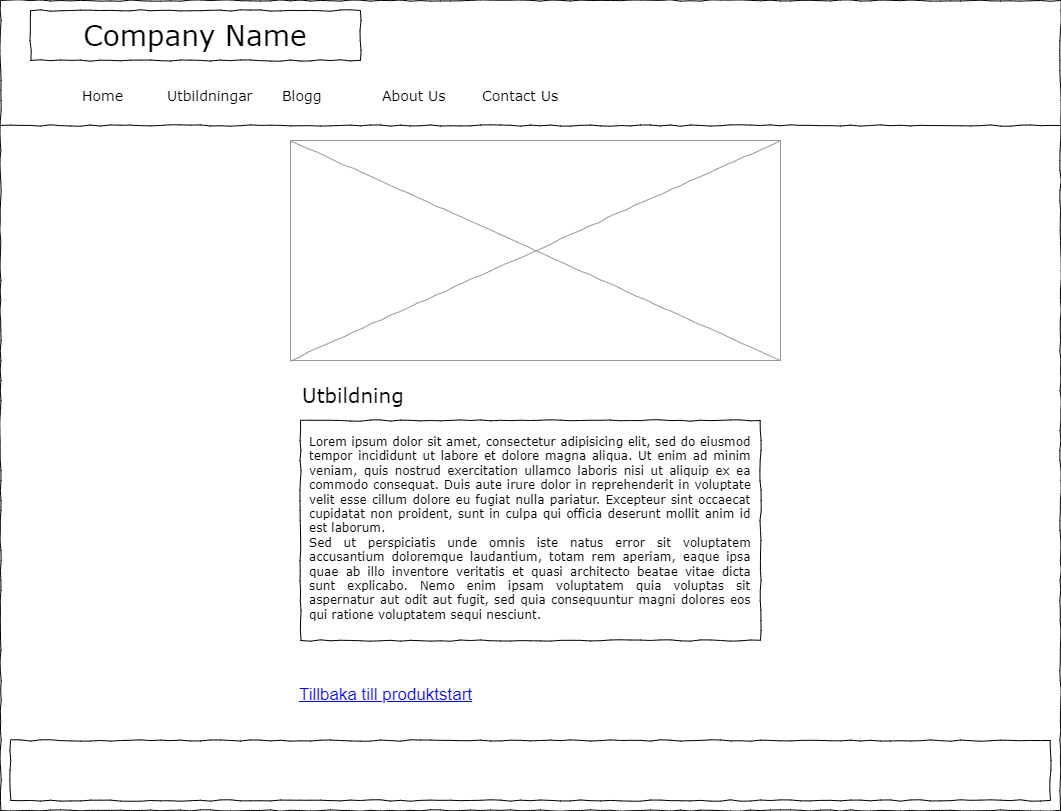 Company Name
Home Utbildningar Blogg About Us Contact Us
Utbildning
Lorem ipsum dolor sit amet, consectetur adipisicing elit, sed do eiusmod
tempor incididunt ut labore et dolore magna aliqua. Ut enim ad minim
veniam, quis nostrud exercitation ullamco laboris nisi ut aliquip ex ea
commodo consequat. Duis aute irure dolor in reprehenderit in voluptate
velit esse cillum dolore eu fugiat nulla pariatur. Excepteur sint occaecat
cupidatat non proident, sunt in culpa qui officia deserunt mollit anim id
est laborum.
Sed ut perspiciatis unde omnis iste natus error sit voluptatem
accusantium doloremque laudantium, totam rem aperiam, eaque ipsa
quae ab illo inventore veritatis et quasi architecto beatae vitae dicta
sunt explicabo. Nemo enim ipsam voluptatem quia voluptas sit
aspernatur aut odit aut fugit, sed quia consequuntur magni dolores eos
qui ratione voluptatem sequi nesciunt.
Tillbaka till produktstart